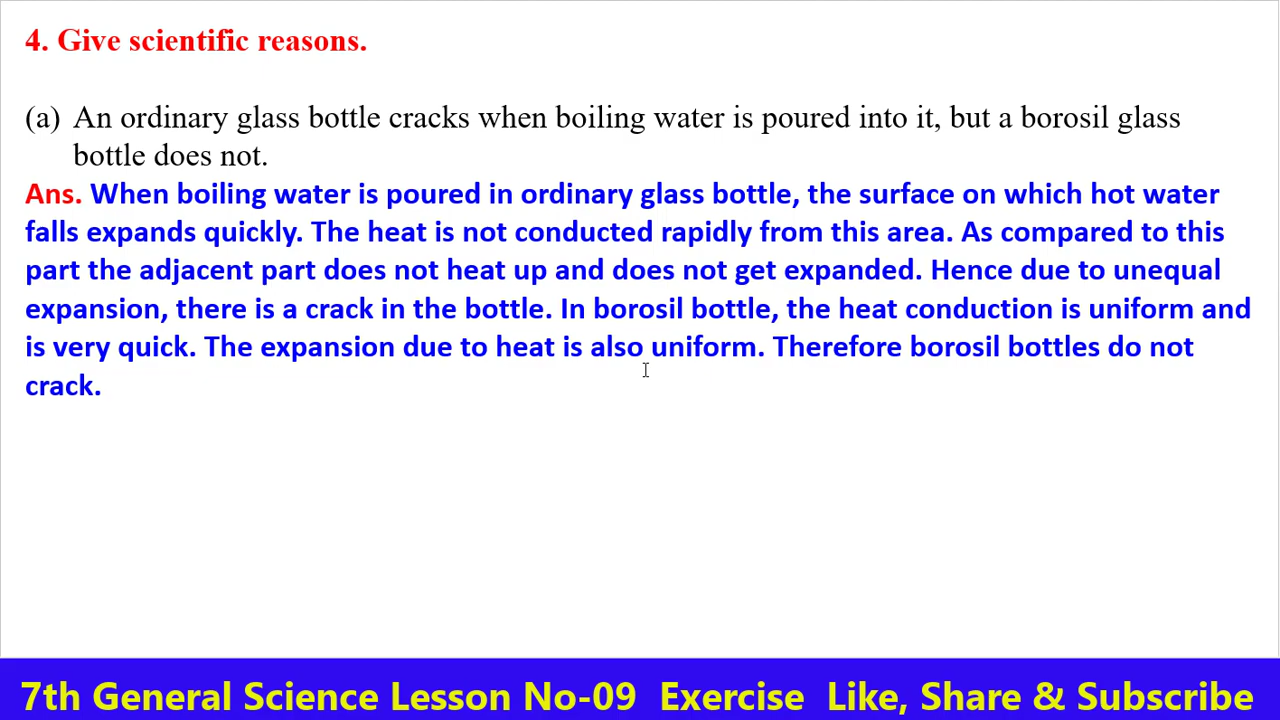 4. Give scientific reasons.
(a) An ordinary glass bottle cracks when boiling water is poured into it, but a borosil glass
bottle does not.
Ans. When boiling water is poured in ordinary glass bottle, the surface on which hot water
falls expands quickly. The heat is not conducted rapidly from this area. As compared to this
part the adjacent part does not heat up and does not get expanded. Hence due to unequal
expansion, there is a crack in the bottle. In borosil bottle, the heat conduction is uniform and
is very quick. The expansion due to heat is also uniform. Therefore borosil bottles do not
crack.
7th General Science Lesson No-09 Exercise Like, Share & Subscribe